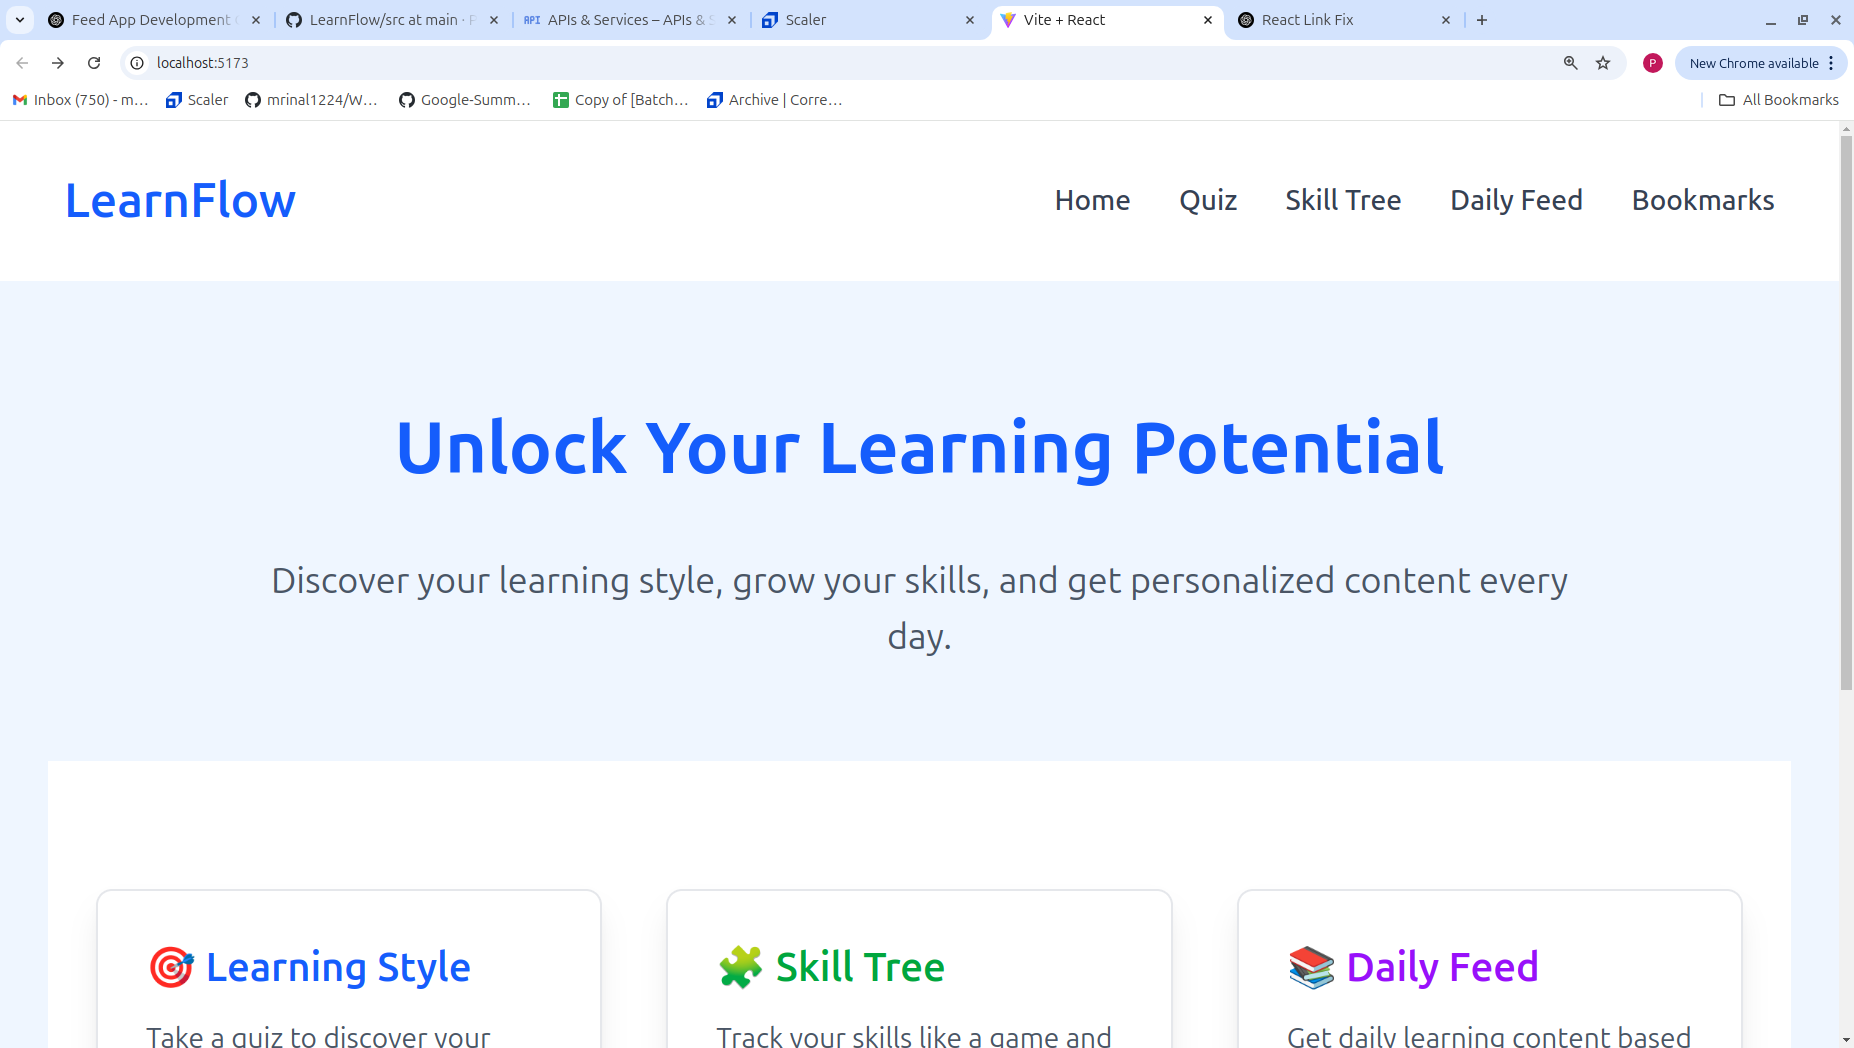 Feed App Development
LearnFlow/src at main ·
APIs & Services – APIs &
Scaler
Vite + React
React Link Fix
localhost:5173
P
New Chrome available
Inbox (750) - m...
Scaler
mrinal1224/W...
Google-Summ...
Copy of [Batch...
Archive | Corre...
All Bookmarks
LearnFlow
Home
Quiz
Skill Tree
Daily Feed
Bookmarks
Unlock Your Learning Potential
Discover your learning style, grow your skills, and get personalized content every
day.
🎯 Learning Style
🧩 Skill Tree
📚 Daily Feed
Take a quiz to discover your
Track your skills like a game and
Get daily learning content based